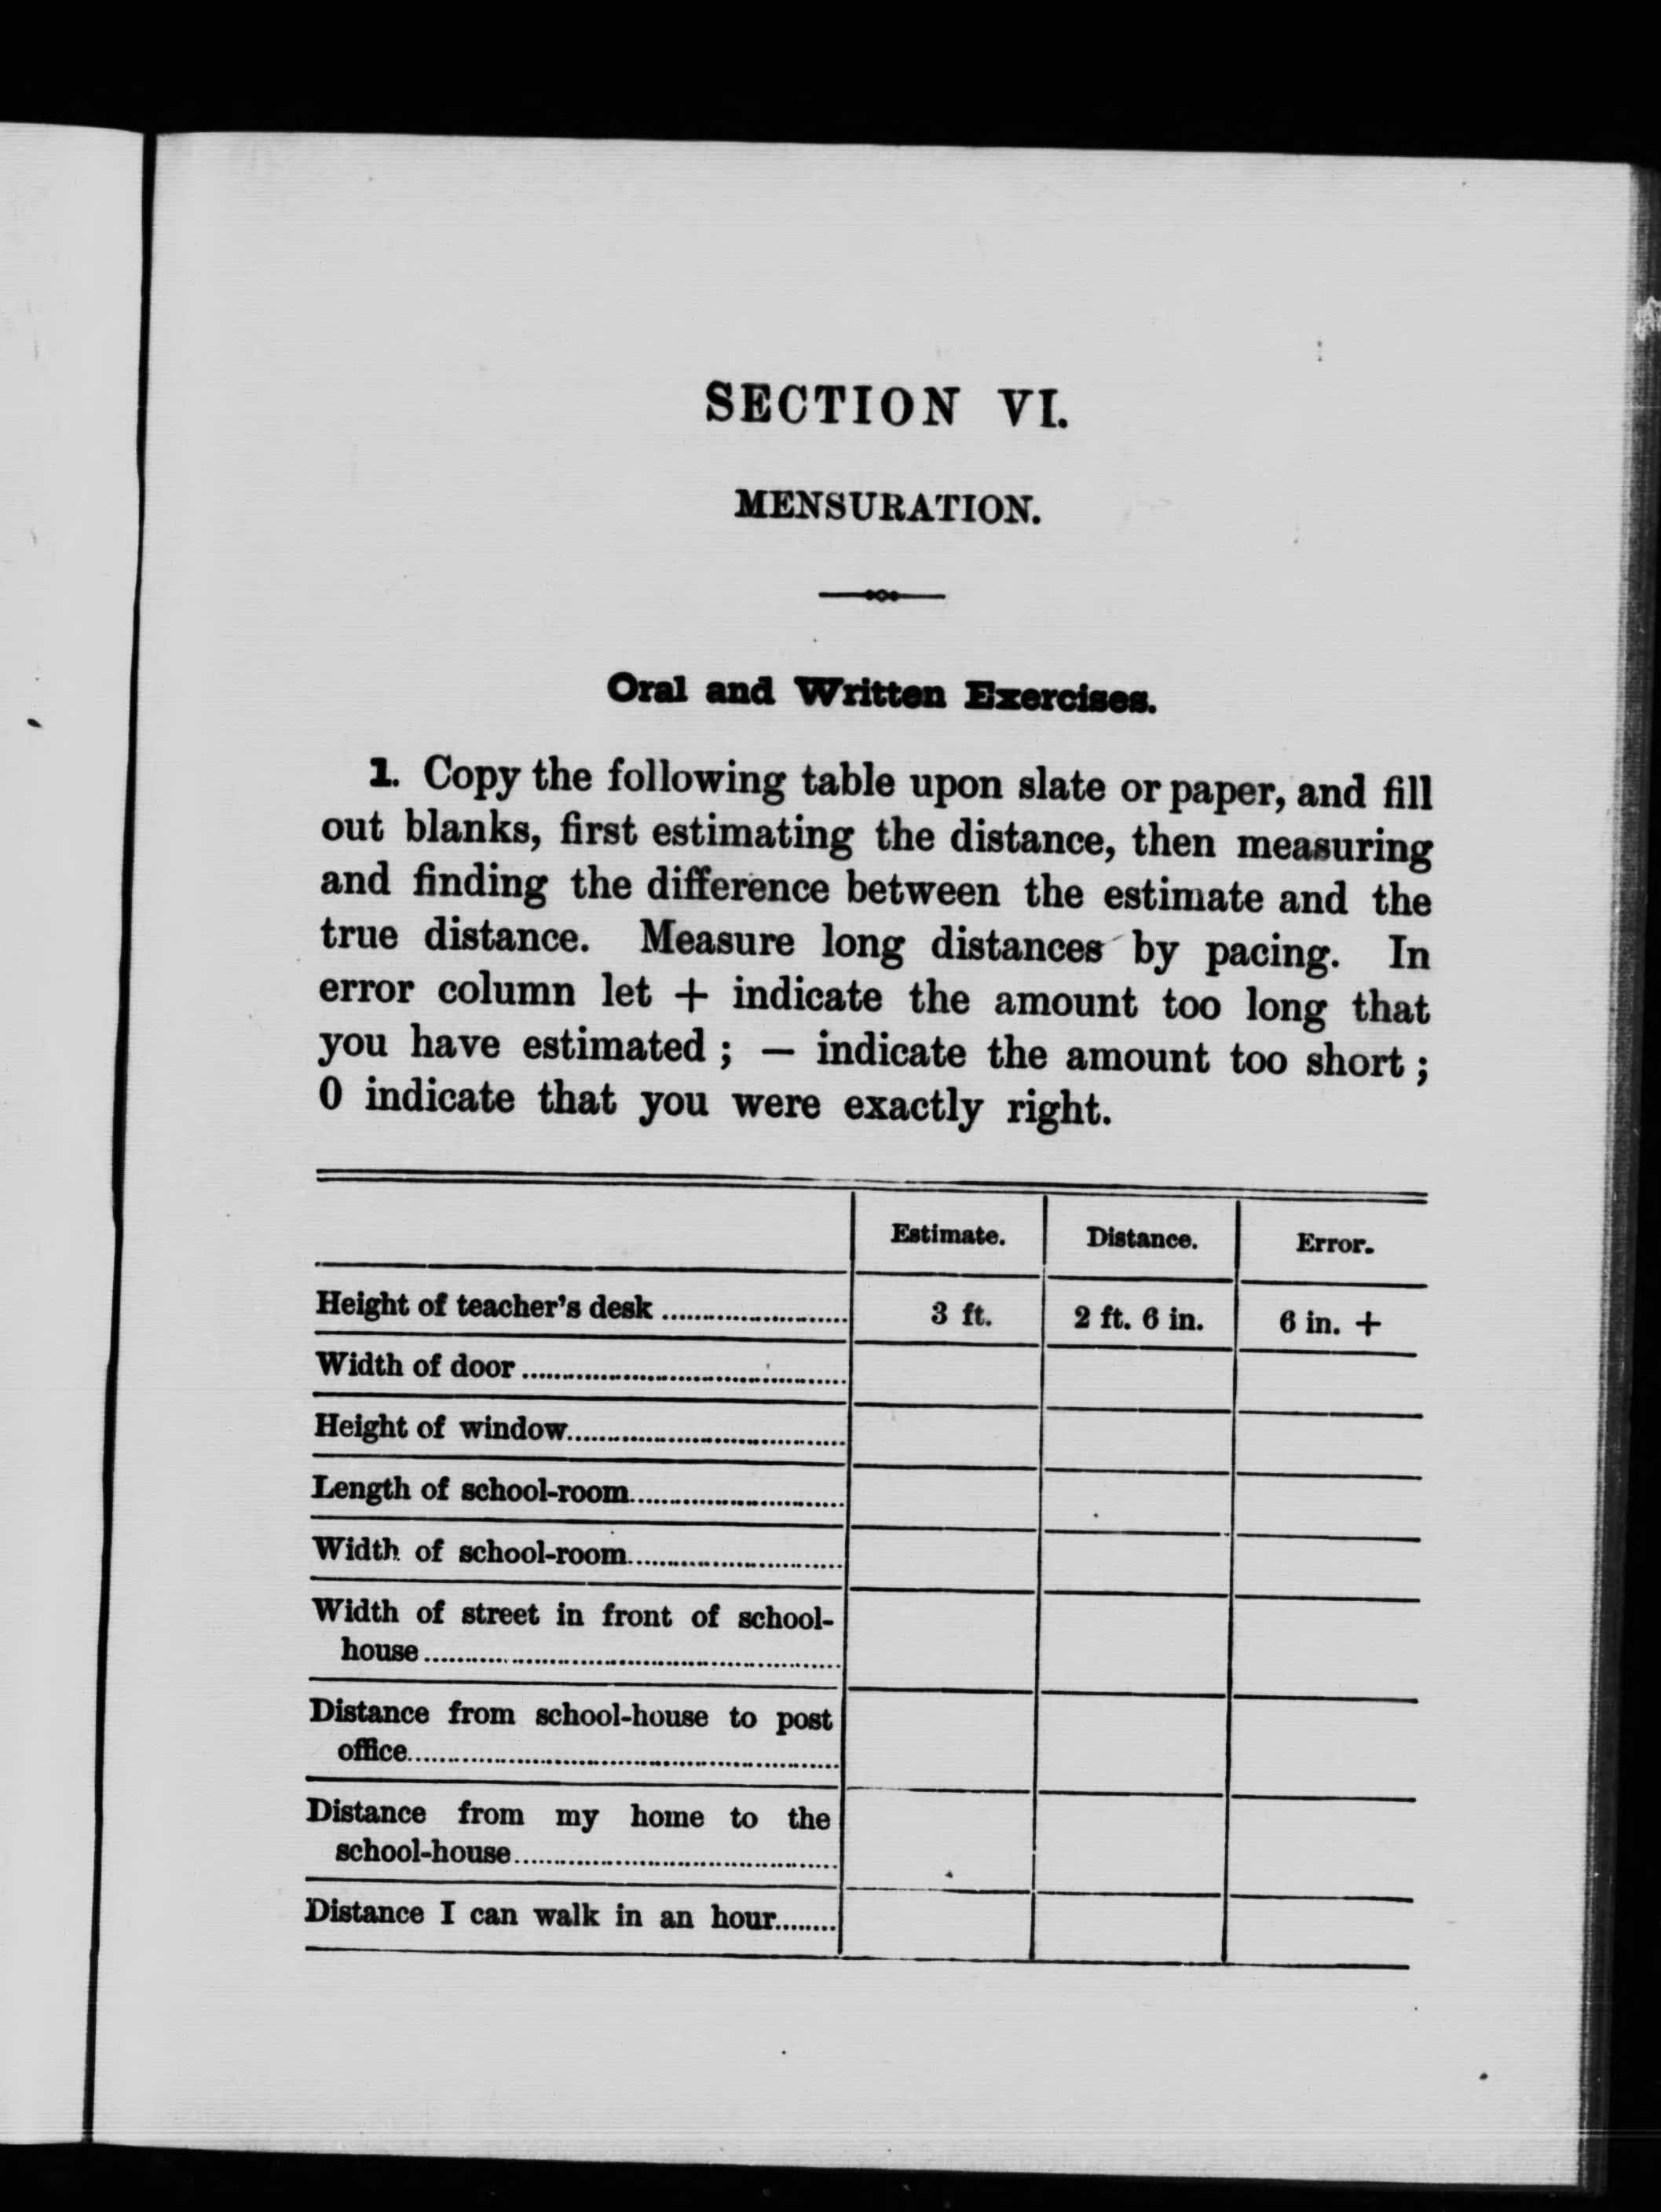 SECTION VI.
MENSURATION.
Oral and Written Exercises.
1. Copy the following table upon slate or paper, and fill
out blanks, first estimating the distance, then measuring
and finding the difference between the estimate and the
true distance. Measure long distances by pacing. In
error column let + indicate the amount too long that
you have estimated ; — indicate the amount too short ;
0 indicate that you were exactly right.
Estimate. Distance. Error.
Height of teacher's desk ........................ 3 ft. 2 ft. 6 in. 6 in. +
Width of door ..........................................
Height of window....................................
Length of school-room............................
Width of school-room............................
Width of street in front of school-
house ......................................................
Distance from school-house to post
office.......................................................
Distance from my home to the
school-house.........................................
Distance I can walk in an hour........